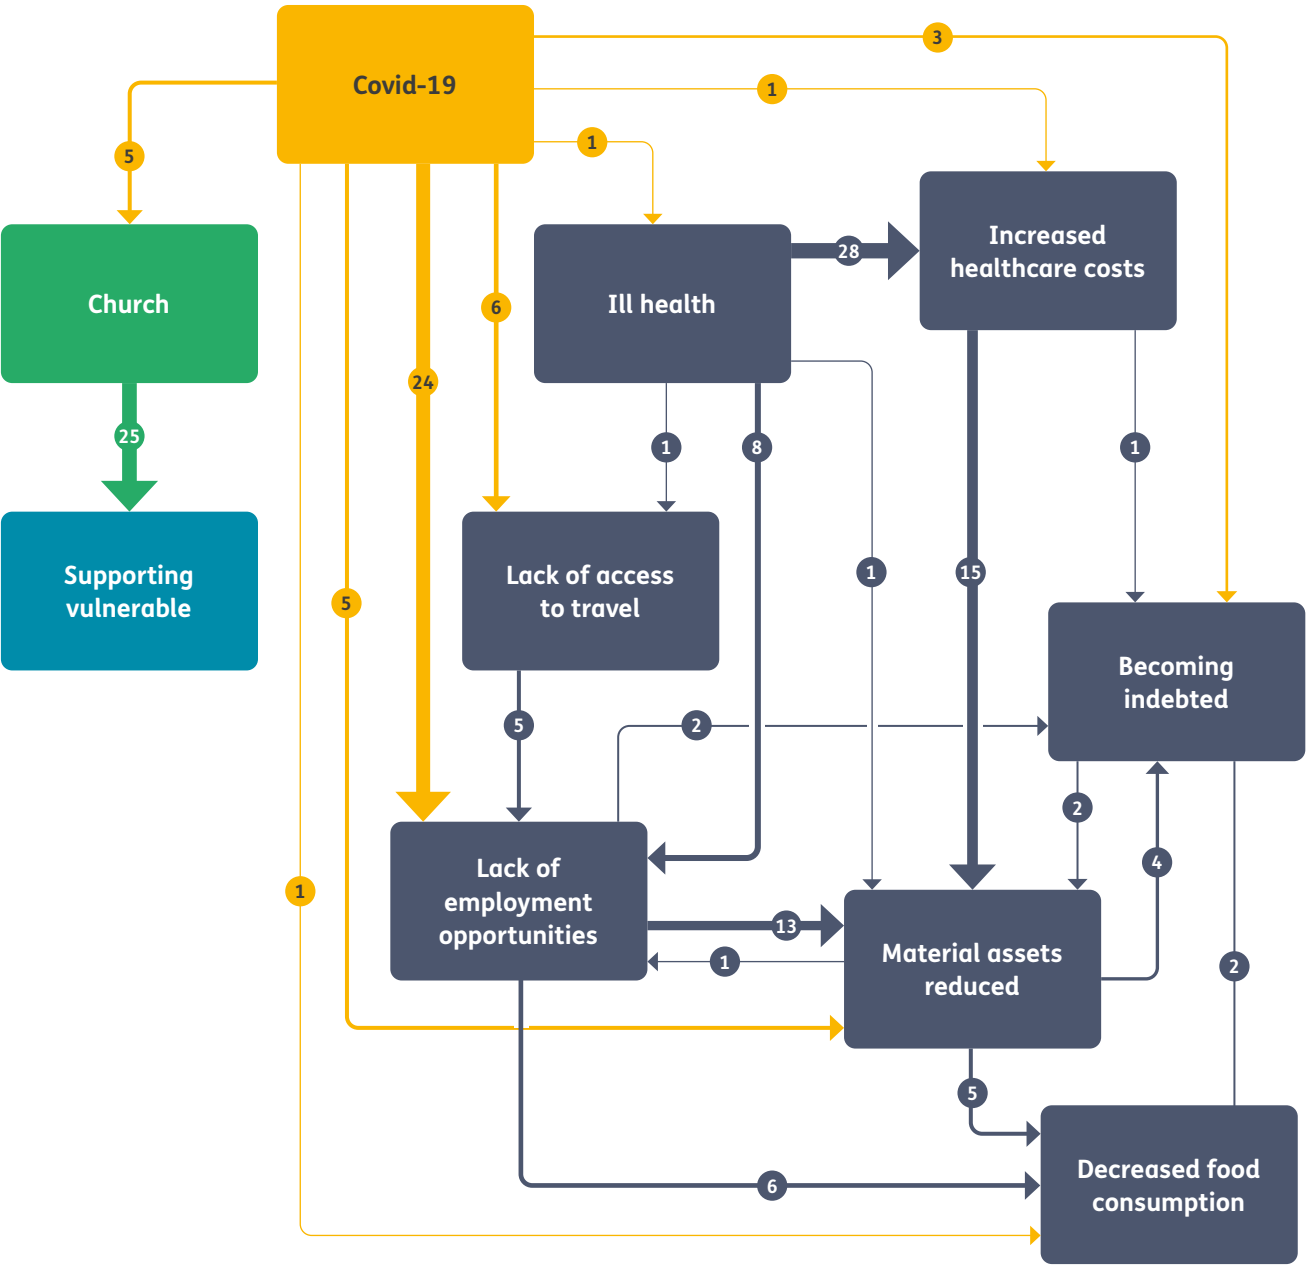 Covid-19
3
1
1
5
Increased
healthcare costs
28
Church
Ill health
6
24
25
1
8
1
Supporting
vulnerable
Lack of access
to travel
1
15
5
Becoming
indebted
5
2
2
4
Lack of
employment
opportunities
1
13
1
Material assets
reduced
2
5
Decreased food
consumption
6